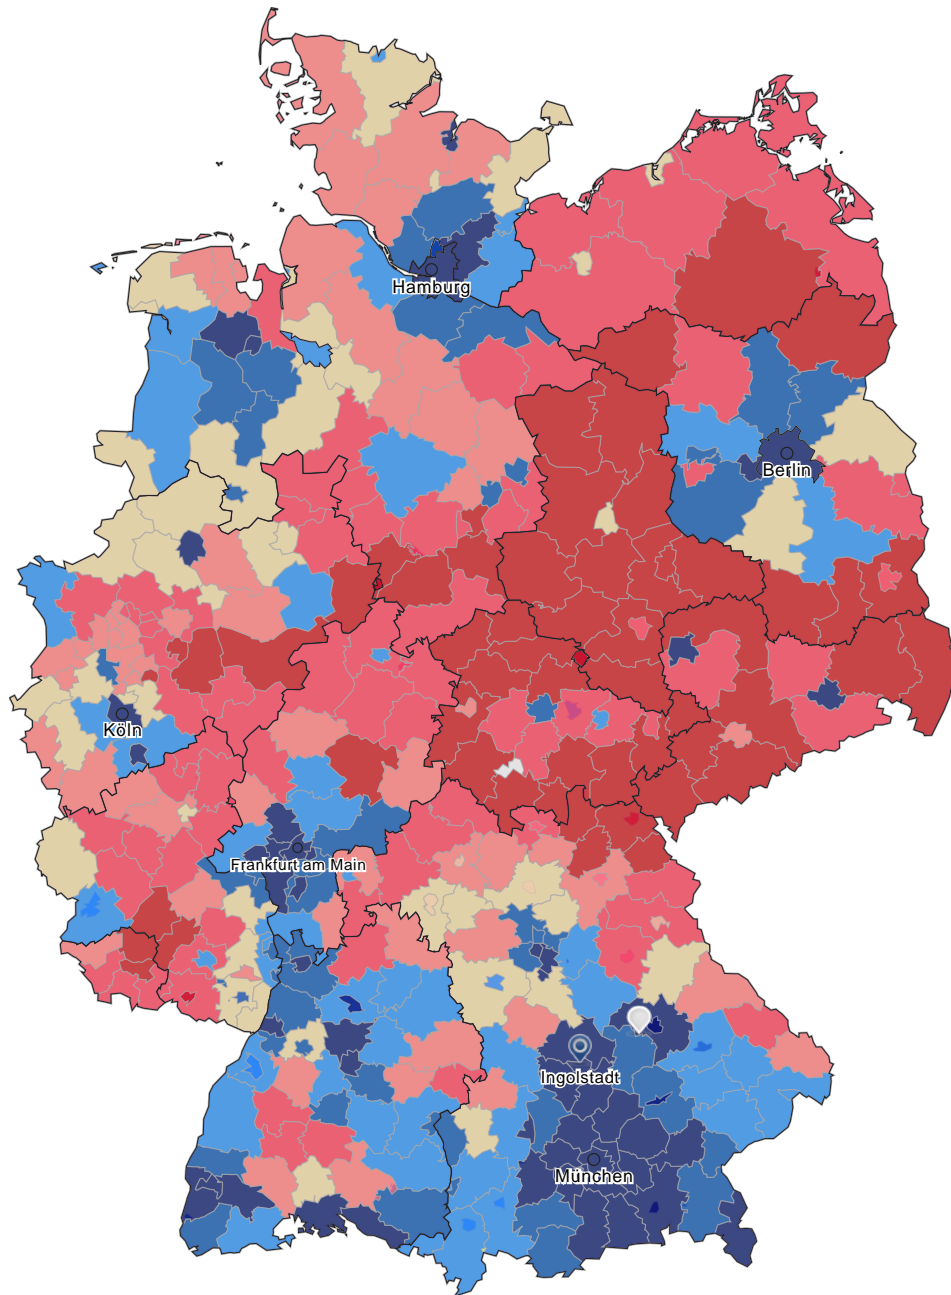 Hamburg
Berlin
Köln
Frankfurt am Main
Ingolstadt
München